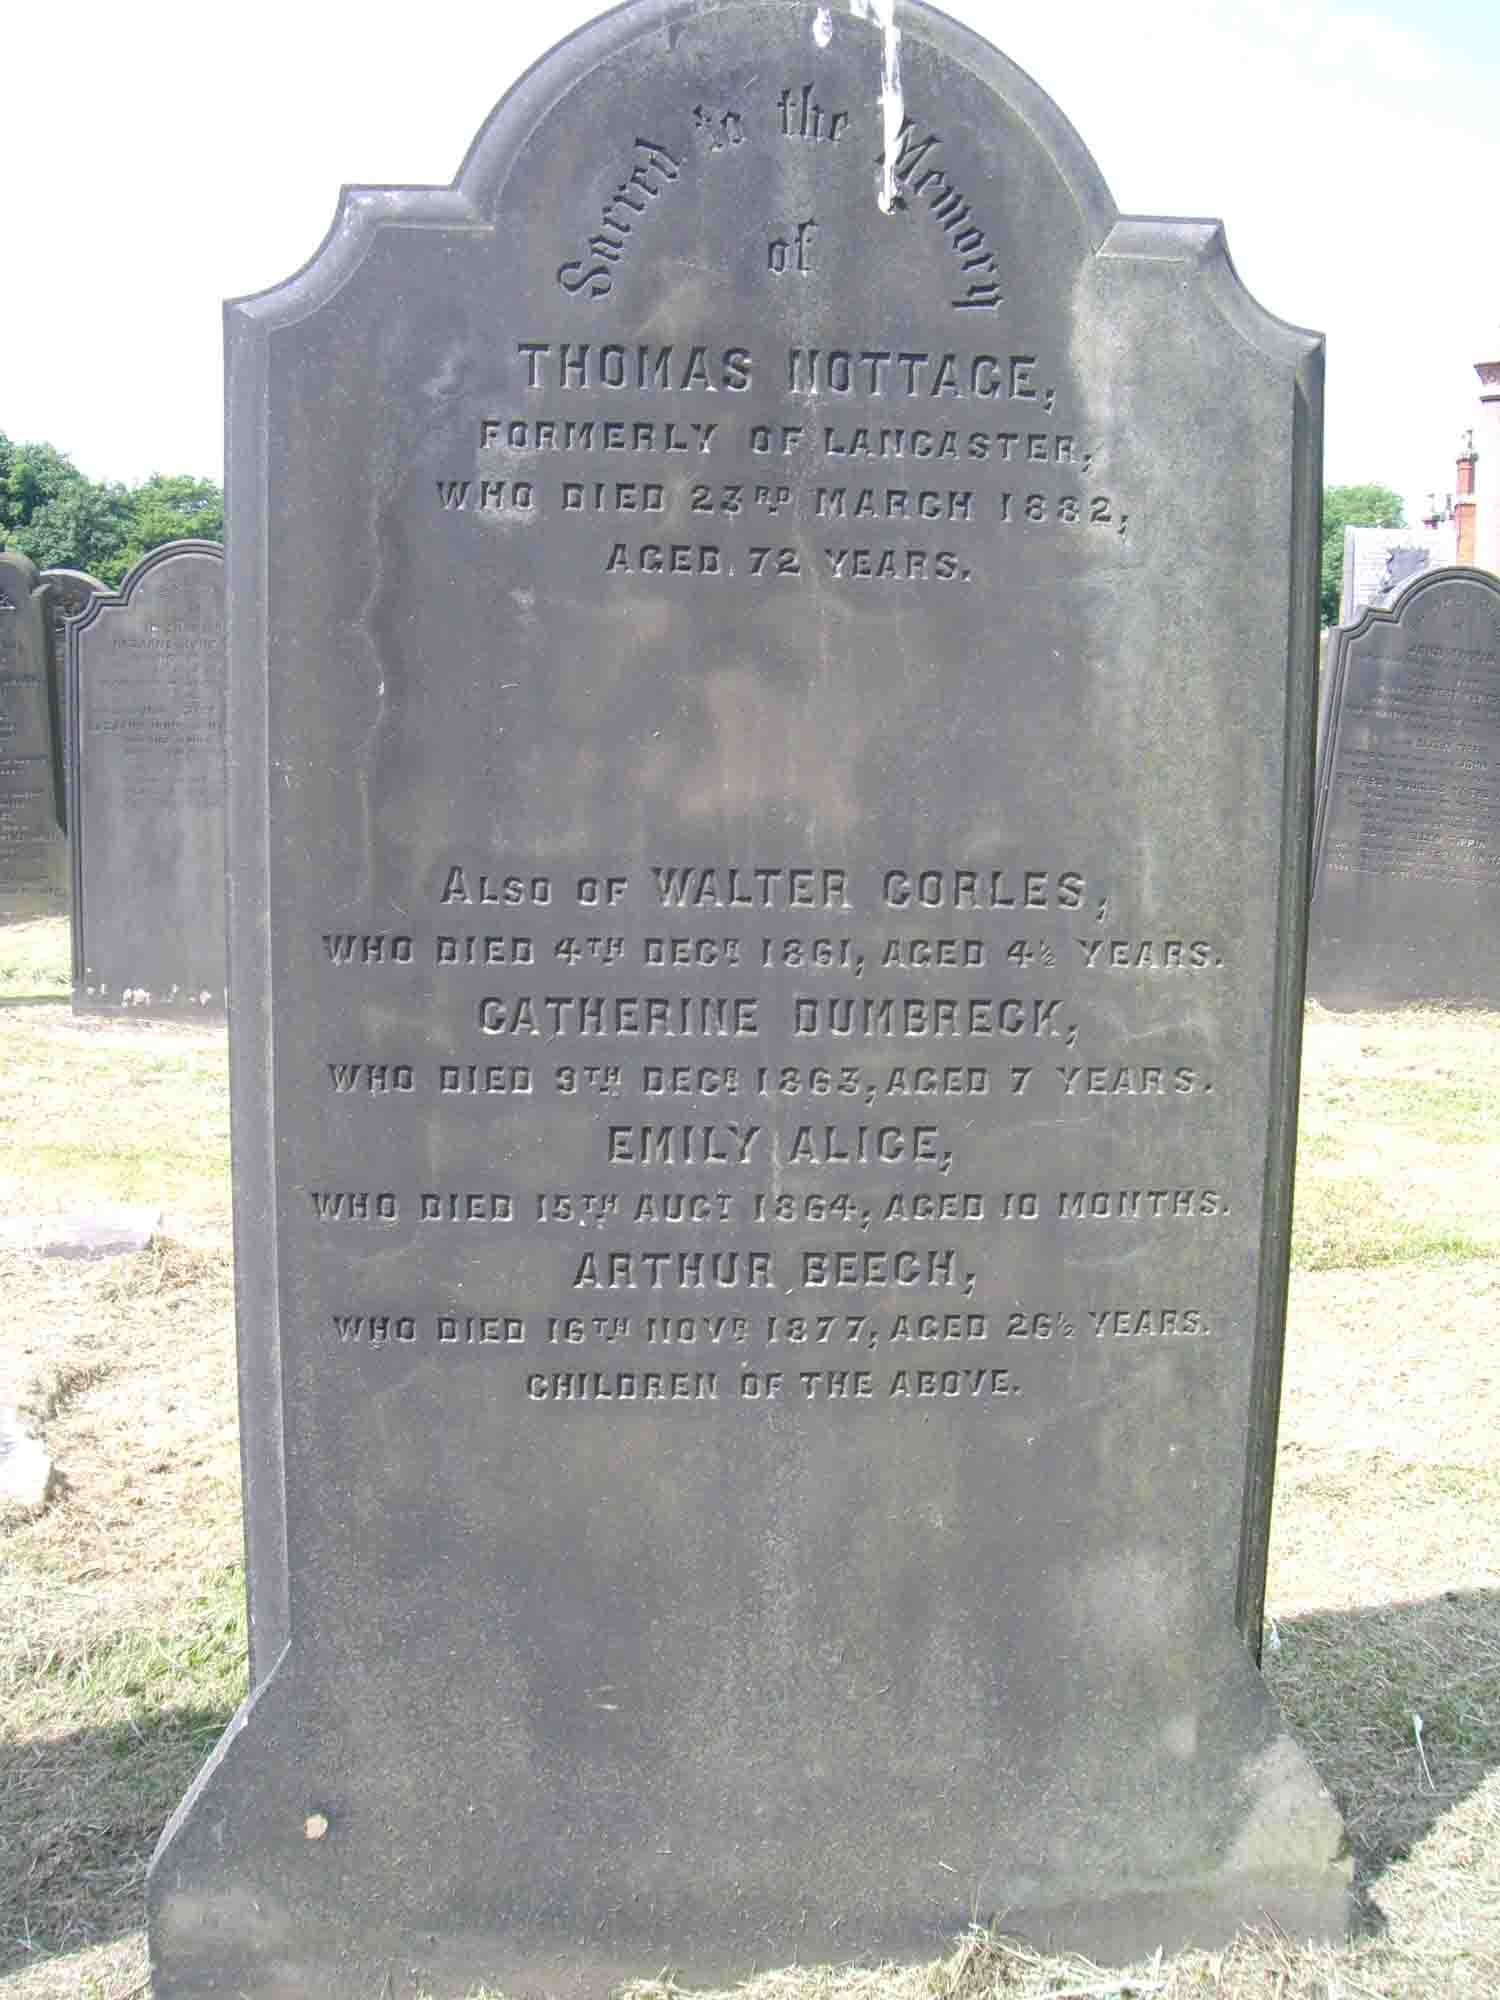 Sacred to the Memory
of
THOMAS NOTTAGE,
FORMERLY OF LANCASTER,
WHO DIED 23RD MARCH 1882,
AGED 72 YEARS.
ALSO OF WALTER CORLES,
WHO DIED 4TH DECR 1861, AGED 4½ YEARS.
CATHERINE DUMBRECK,
WHO DIED 9TH DECR 1863, AGED 7 YEARS.
EMILY ALICE,
WHO DIED 15TH AUGT 1864, AGED 10 MONTHS.
ARTHUR BEECH,
WHO DIED 16TH NOVR 1877, AGED 26½ YEARS.
CHILDREN OF THE ABOVE.